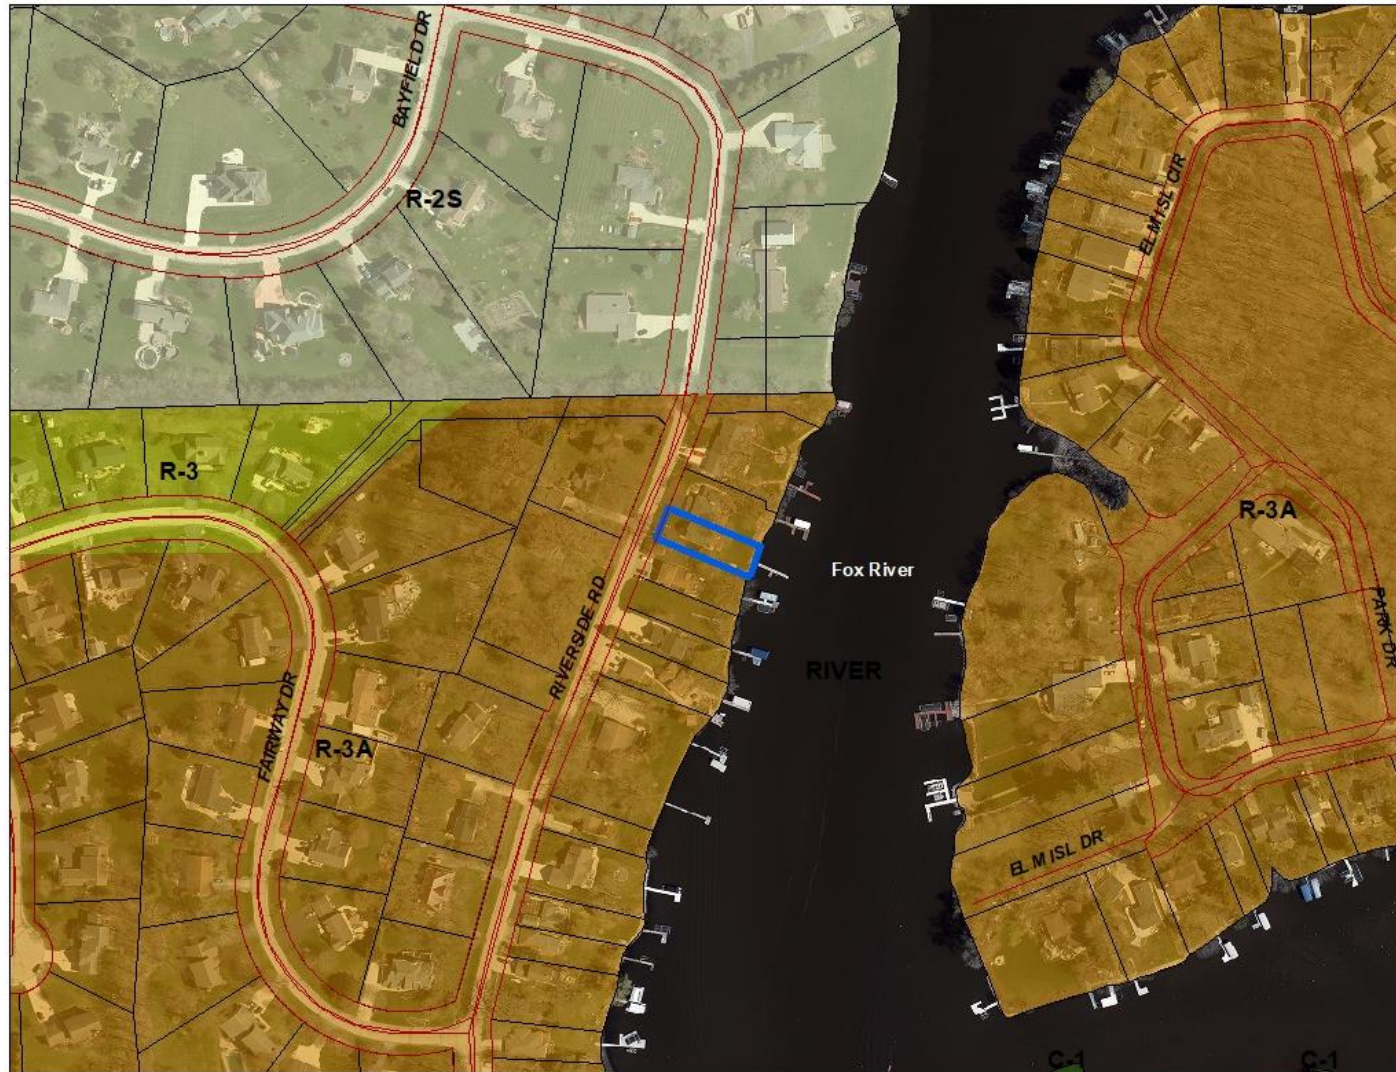 BAYFIELD DR
R-2S
ELM ISL CIR
R-3
R-3A
Fox River
RIVERSIDE RD
PARK DR
RIVER
FAIRWAY DR
R-3A
ELM ISL DR
C-1
C-1